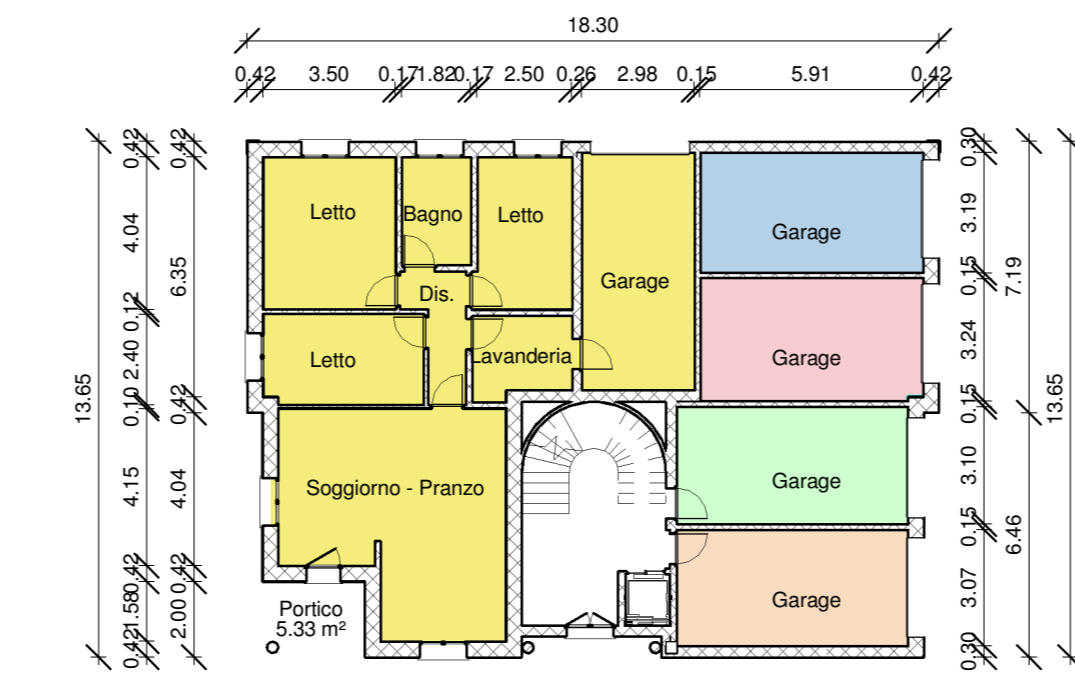 18.30
0.42 3.50 0.17 1.82 0.17 2.50 0.26 2.98 0.15 5.91 0.42
13.65
0.42 4.04 0.12 2.40 0.10 4.15 0.42 1.58 0.42
0.42 6.35 0.42 4.04 0.42 2.00
Letto
Bagno
Letto
Garage
Garage
Dis.
Garage
Letto
Lavanderia
Garage
Soggiorno - Pranzo
Garage
Portico
5.33 m²
Garage
0.30 3.19 0.15 3.24 0.15 3.10 0.15 3.07 0.30
7.19 6.46
13.65